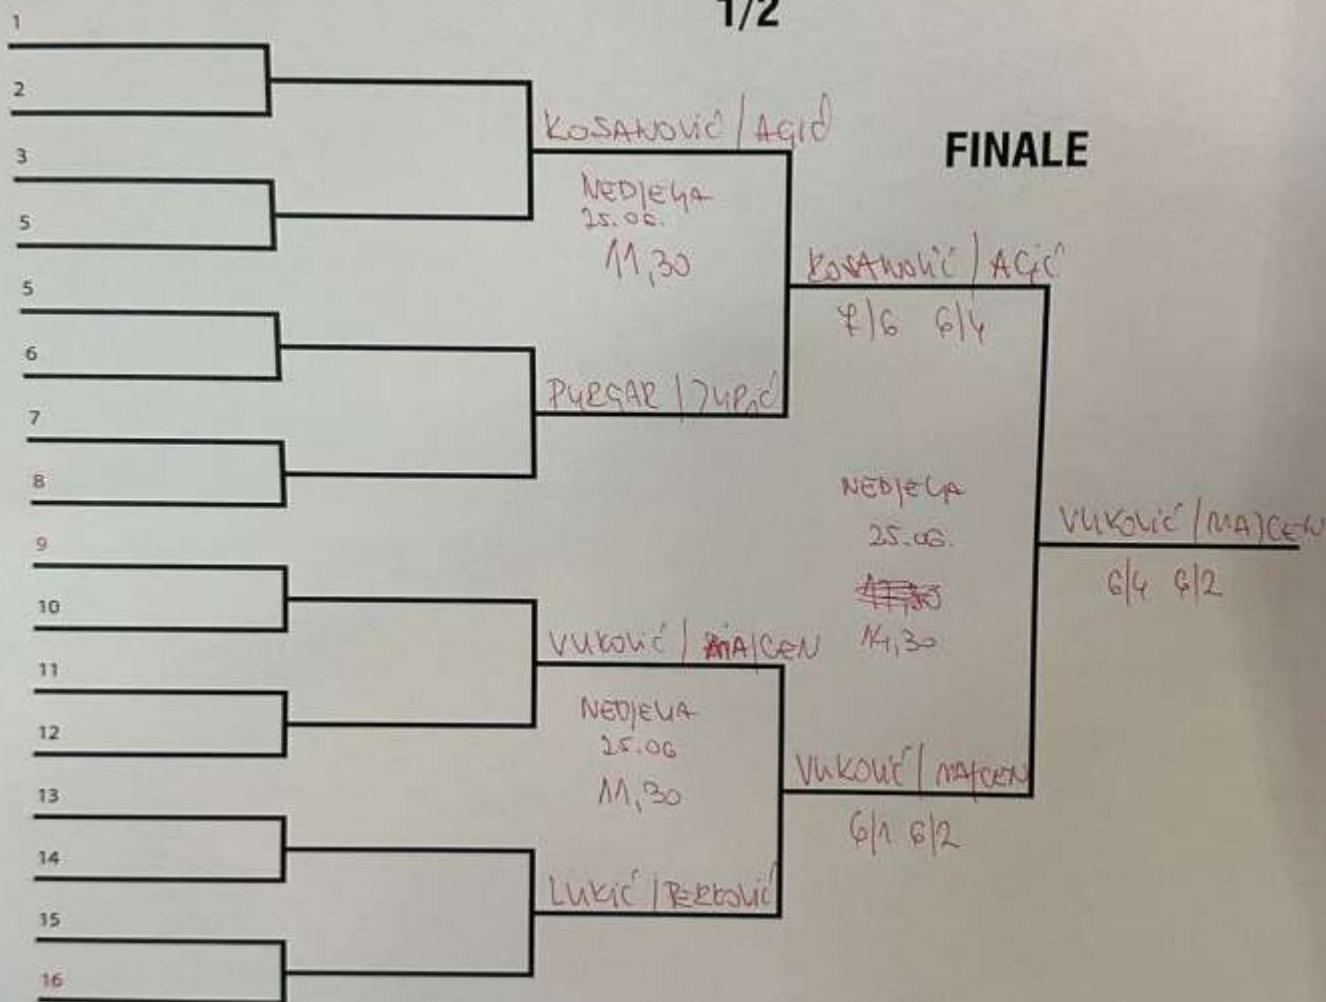 1/2
FINALE
1
2
3
5
5
6
7
8
9
10
11
12
13
14
15
16
KOSANOVIĆ / AGIĆ
NEDJELJA
25.06.
11,30
PURGAR / ZUPIĆ
VUKOVIĆ / MAJCEN
NEDJELJA
25.06
11,30
LUKIĆ / PERKOVIĆ
KOSANOVIĆ / AGIĆ
7/6 6/4
NEDJELJA
25.06.
14,30
VUKOVIĆ / MAJCEN
6/1 6/2
VUKOVIĆ / MAJCEN
6/4 6/2